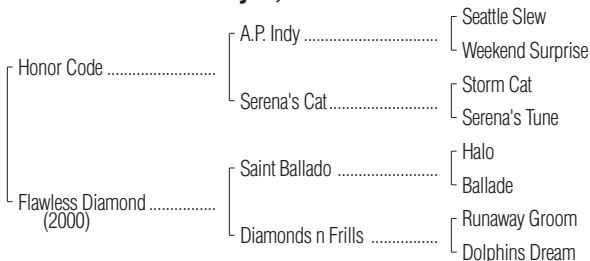 Seattle Slew
A.P. Indy ....................................
Weekend Surprise
Honor Code .............................
Storm Cat
Serena's Cat.............................
Serena's Tune
Halo
Saint Ballado ...........................
Ballade
Flawless Diamond ..................
(2000)
Runaway Groom
Diamonds n Frills ..................
Dolphins Dream